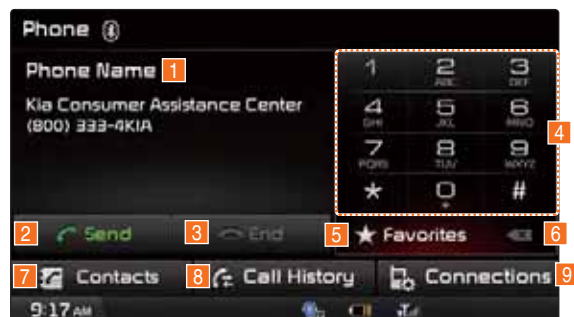 Phone
Phone Name 1
Kia Consumer Assistance Center
(800) 333-4KIA
1 2 ABC 3 DEF
4 GHI 5 JKL 6 MNO
7 PQRS 8 TUV 9 WXYZ
* 0 + #
4
2 Send 3 End 5 ★ Favorites 6
7 Contacts 8 Call History Connections 9
9:17 AM